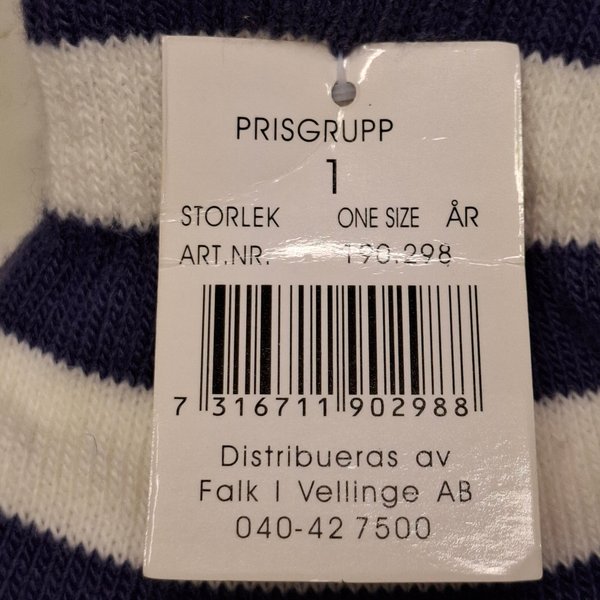 PRISGRUPP
1
STORLEK ONE SIZE ÅR
ART.NR. 190.298
7 316711 902988
Distribueras av
Falk I Vellinge AB
040-42 7500